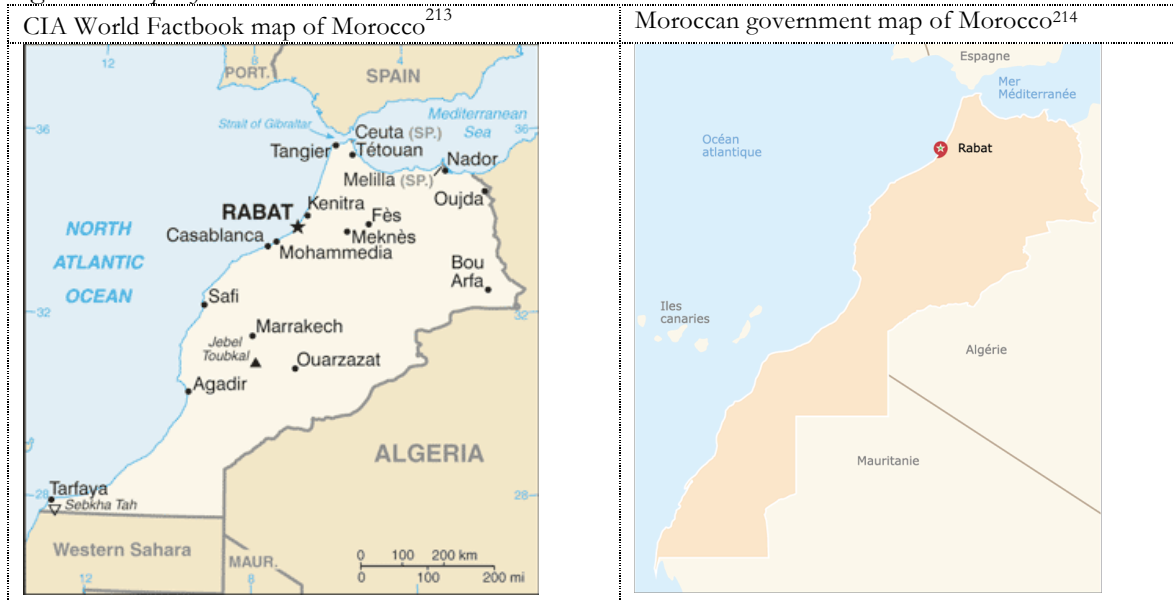 CIA World Factbook map of Morocco213
12
8
4
PORT.
SPAIN
Mediterranean
Sea
36
36
Strait of Gibraltar
Ceuta (SP.)
Tangier
Tétouan
Melilla (SP.)
Nador
Oujda
Kenitra
RABAT
Fès
Casablanca
Meknès
Mohammedia
NORTH
ATLANTIC
OCEAN
Bou
Arfa
Safi
32
32
Marrakech
Jebel
Toubkal
Ouarzazat
Agadir
ALGERIA
28
28
Tarfaya
Sebkha Tah
Western Sahara
MAUR.
0 100 200 km
0 100 200 mi
12
8
Moroccan government map of Morocco214
Espagne
Mer
Méditerranée
Océan
atlantique
Rabat
Iles
canaries
Algérie
Mauritanie